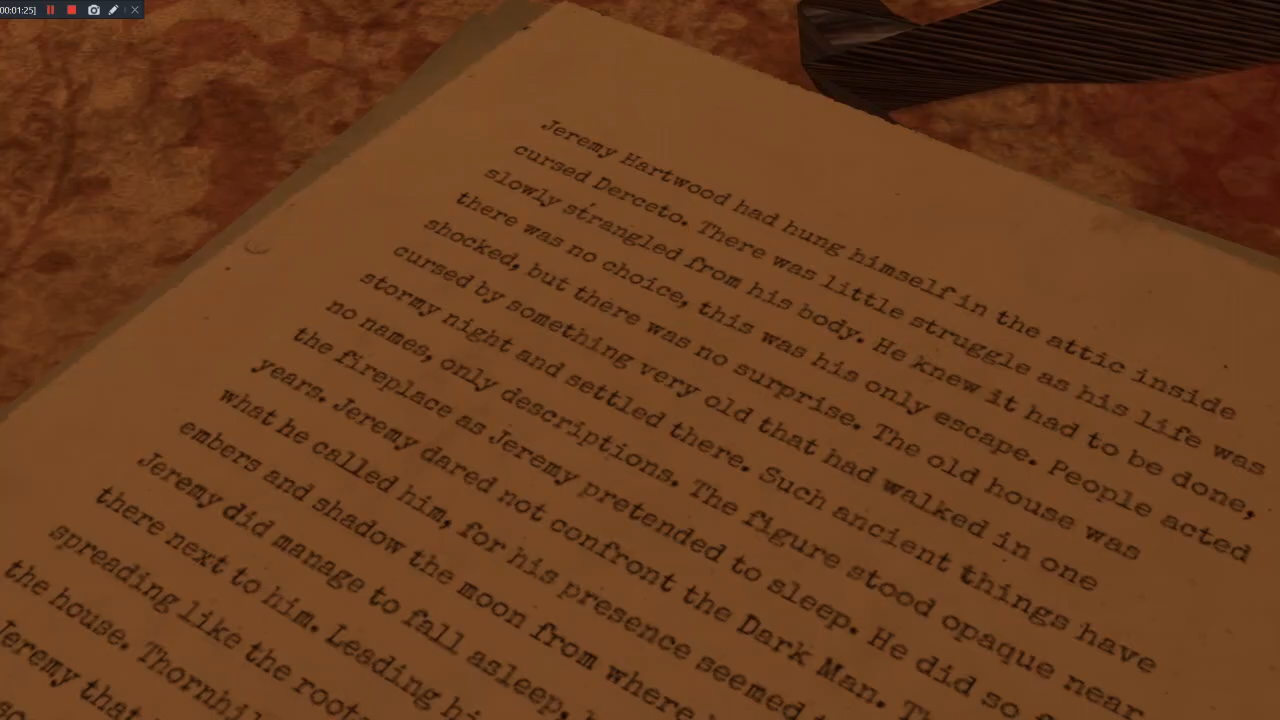 00:01:25]
Jeremy Hartwood had hung himself in the attic inside
cursed Derceto. There was little struggle as his life was
slowly strangled from his body. He knew it had to be done,
there was no choice, this was his only escape. People acted
shocked, but there was no surprise. The old house was
cursed by something very old that had walked in one
stormy night and settled there. Such ancient things have
no names, only descriptions. The figure stood opaque near
the fireplace as Jeremy pretended to sleep. He did so
years. Jeremy dared not confront the Dark Man.
what he called him, for his presence seemed
embers and shadow the moon from where
Jeremy did manage to fall asleep,
there next to him. Leading
spreading like the roots
the house.
Jeremy that